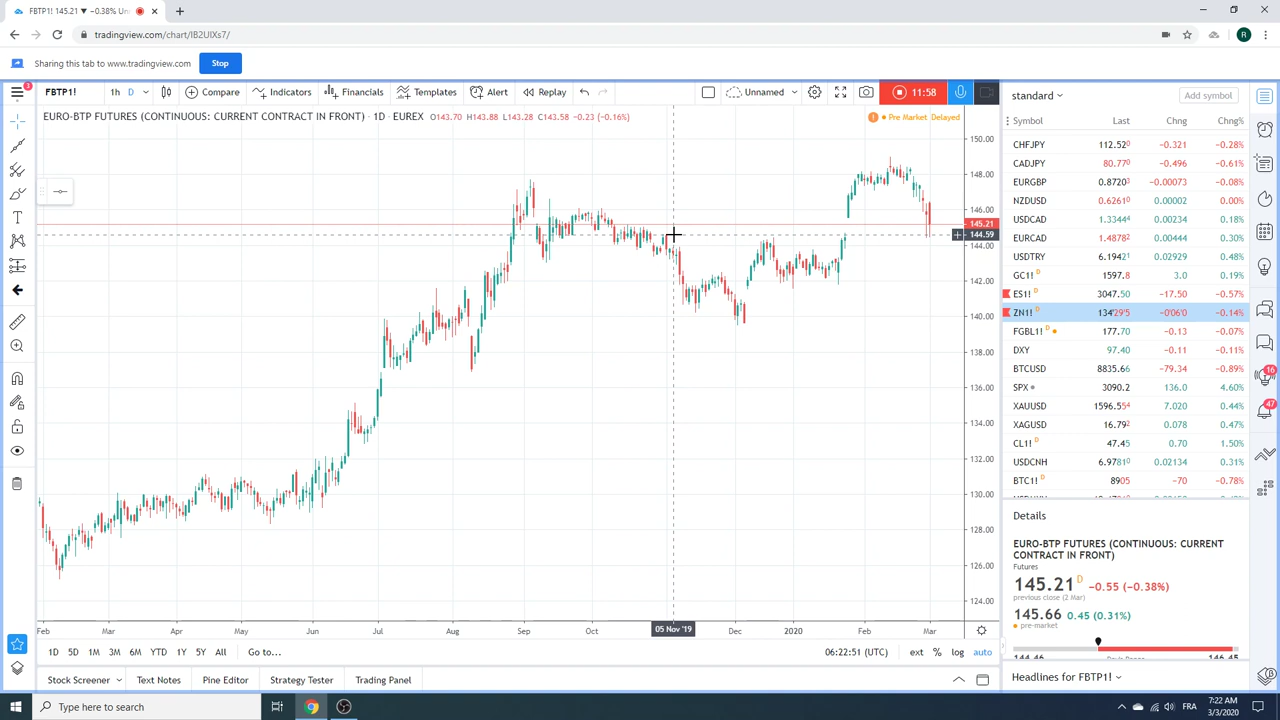 FBTP1! 145.21 ▼ −0.38% Un
tradingview.com/chart/IB2UIXs7/
R
Sharing this tab to www.tradingview.com
Stop
FBTP1!
1h D
Compare
Indicators
Financials
Templates
Alert
Replay
Unnamed
11:58
EURO-BTP FUTURES (CONTINUOUS: CURRENT CONTRACT IN FRONT) · 1D · EUREX O143.70 H143.88 L143.28 C143.58 −0.23 (−0.16%)
Pre Market Delayed
150.00
148.00
146.00
145.21
144.59
144.00
142.00
140.00
138.00
136.00
134.00
132.00
130.00
128.00
126.00
124.00
Feb Mar Apr May Jun Jul Aug Sep Oct 05 Nov '19 Dec 2020 Feb Mar
1D 5D 1M 3M 6M YTD 1Y 5Y All Go to...
06:22:51 (UTC) ext % log auto
Stock Screener Text Notes Pine Editor Strategy Tester Trading Panel
standard
Add symbol
Symbol Last Chng Chng%
CHFJPY 112.520 −0.321 −0.28%
CADJPY 80.770 −0.496 −0.61%
EURGBP 0.87203 −0.00073 −0.08%
NZDUSD 0.62610 0.00002 0.00%
USDCAD 1.33444 0.00234 0.18%
EURCAD 1.48782 0.00444 0.30%
USDTRY 6.19421 0.02929 0.48%
GC1! D 1597.8 3.0 0.19%
ES1! D 3047.50 −17.50 −0.57%
ZN1! D 134'29'5 −0'06'0 −0.14%
FGBL1! D 177.70 −0.13 −0.07%
DXY 97.40 −0.11 −0.11%
BTCUSD 8835.66 −79.34 −0.89%
SPX 3090.2 136.0 4.60%
XAUUSD 1596.554 7.020 0.44%
XAGUSD 16.792 0.078 0.47%
CL1! D 47.45 0.70 1.50%
USDCNH 6.97810 0.02134 0.31%
BTC1! D 8905 −70 −0.78%
Details
EURO-BTP FUTURES (CONTINUOUS: CURRENT
CONTRACT IN FRONT)
Futures
145.21 D −0.55 (−0.38%)
previous close (2 Mar)
145.66 0.45 (0.31%)
pre-market
144.46 146.45
Headlines for FBTP1!
16
47
Type here to search
FRA
7:22 AM
3/3/2020